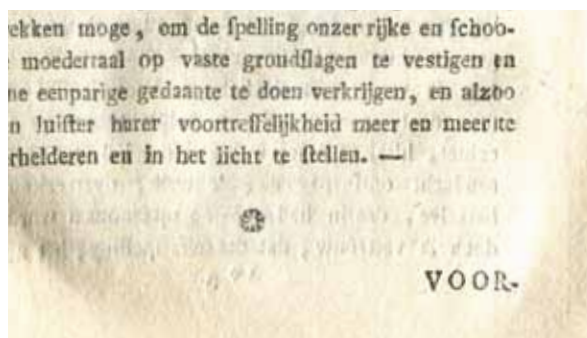 ekken moge, om de ſpelling onzer rijke en ſchoo-
moedertaal op vaste grondſlagen te vestigen en
ne eenparige gedaante te doen verkrijgen, en alzoo
n luiſter harer voortreffelijkheid meer en meer te
rhelderen en in het licht te ſtellen. —
VOOR-